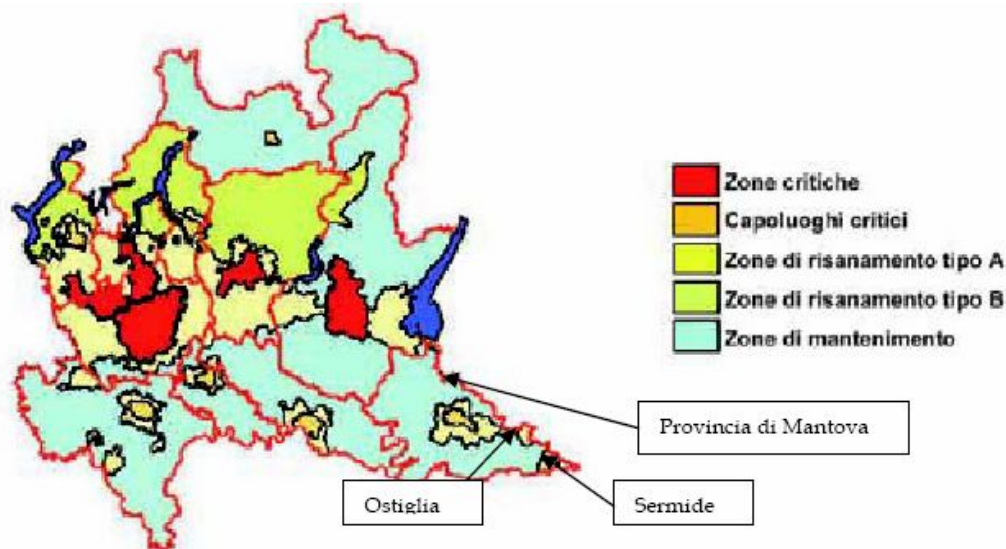 Zone critiche
Capoluoghi critici
Zone di risanamento tipo A
Zone di risanamento tipo B
Zone di mantenimento
Provincia di Mantova
Ostiglia
Sermide